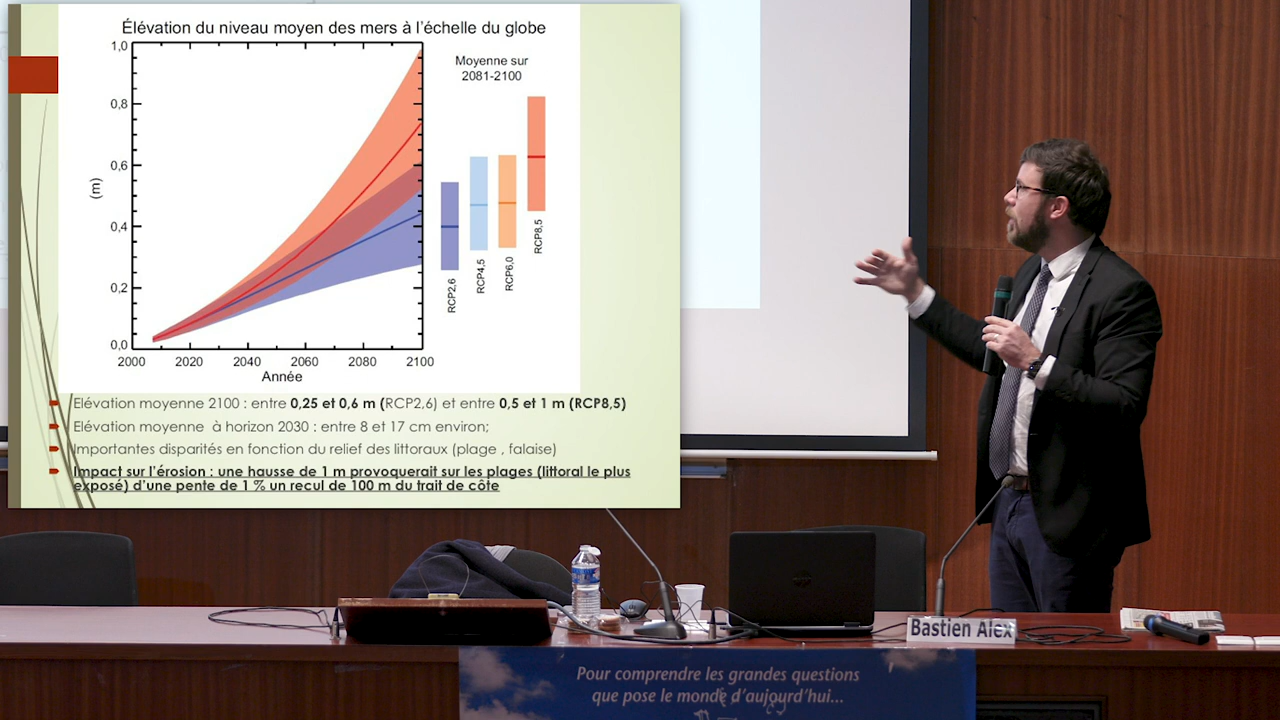 Élévation du niveau moyen des mers à l'échelle du globe
1,0
0,8
0,6
0,4
0,2
0,0
(m)
2000 2020 2040 2060 2080 2100
Année
Moyenne sur
2081-2100
RCP2,6
RCP4,5
RCP6,0
RCP8,5
Elévation moyenne 2100 : entre 0,25 et 0,6 m (RCP2,6) et entre 0,5 et 1 m (RCP8,5)
Elévation moyenne à horizon 2030 : entre 8 et 17 cm environ;
Importantes disparités en fonction du relief des littoraux (plage , falaise)
Impact sur l'érosion : une hausse de 1 m provoquerait sur les plages (littoral le plus
exposé) d'une pente de 1 % un recul de 100 m du trait de côte
Bastien Alex
Pour comprendre les grandes questions
que pose le monde d'aujourd'hui...